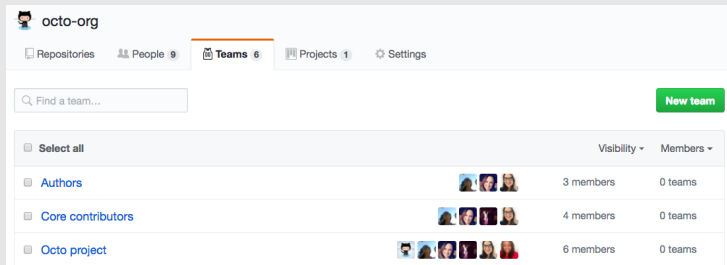 octo-org
Repositories People 9 Teams 6 Projects 1 Settings
Find a team...
New team
Select all Visibility Members
Authors 3 members 0 teams
Core contributors 4 members 0 teams
Octo project 6 members 0 teams